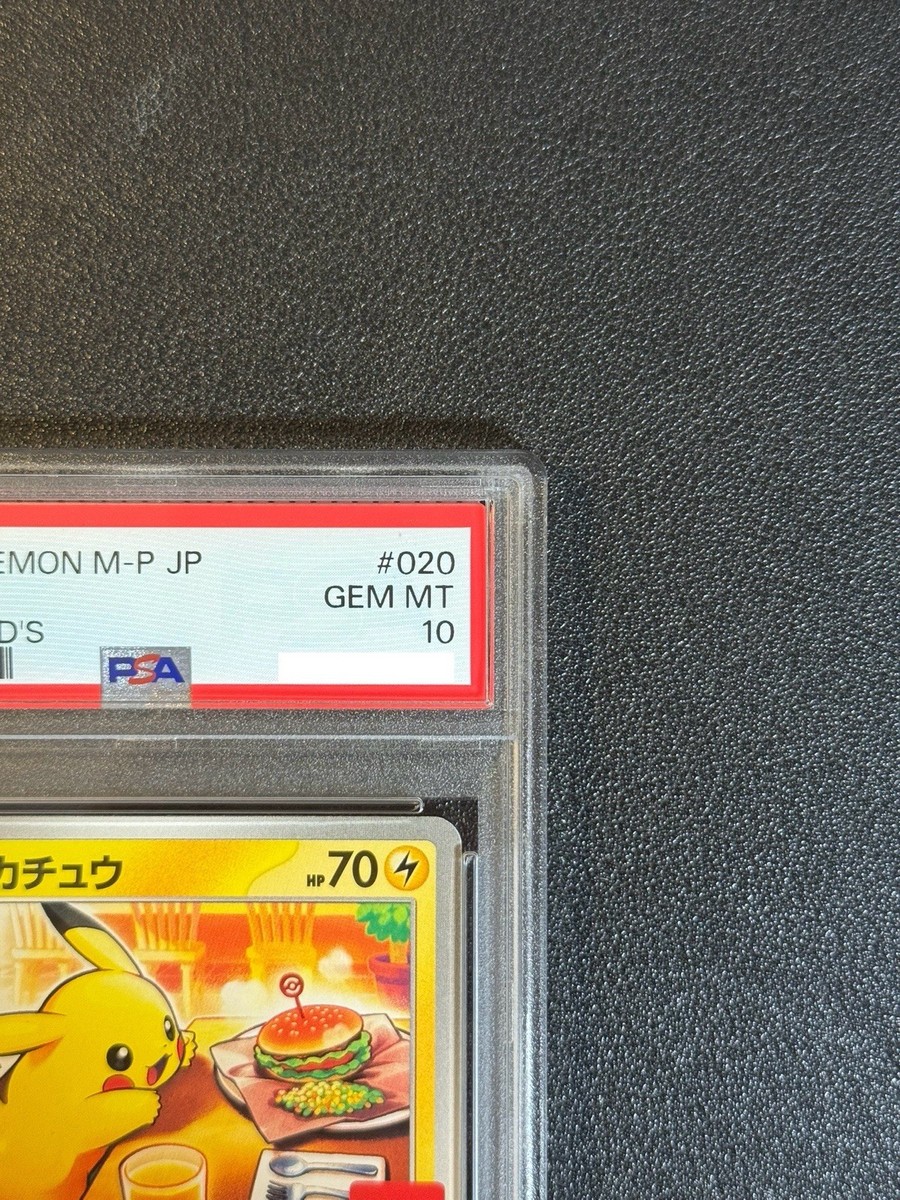 EMON M-P JP #020
GEM MT
D'S 10
PSA
カチュウ HP70